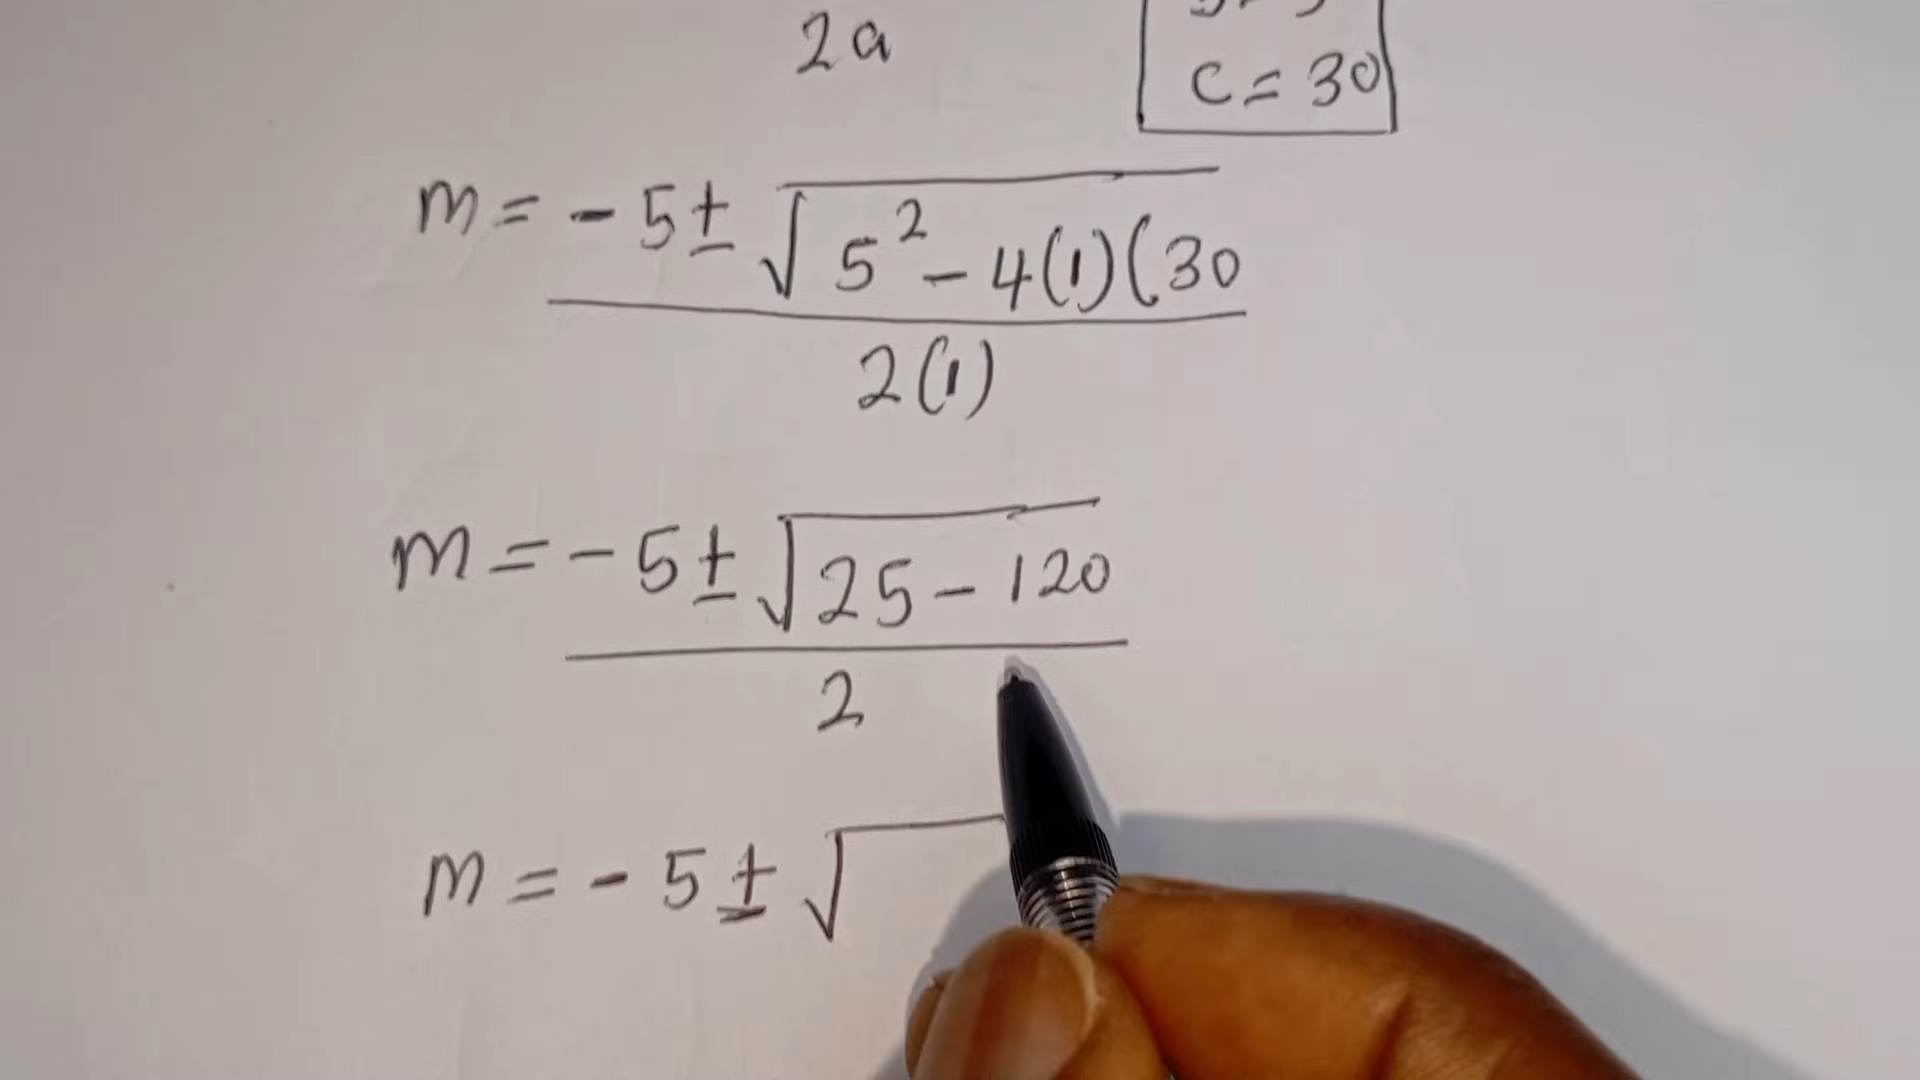 2a
c = 30
m = - 5 ± √ 5² - 4(1)(30
2(1)
m = - 5 ± √ 25 - 120
2
m = - 5 ± √